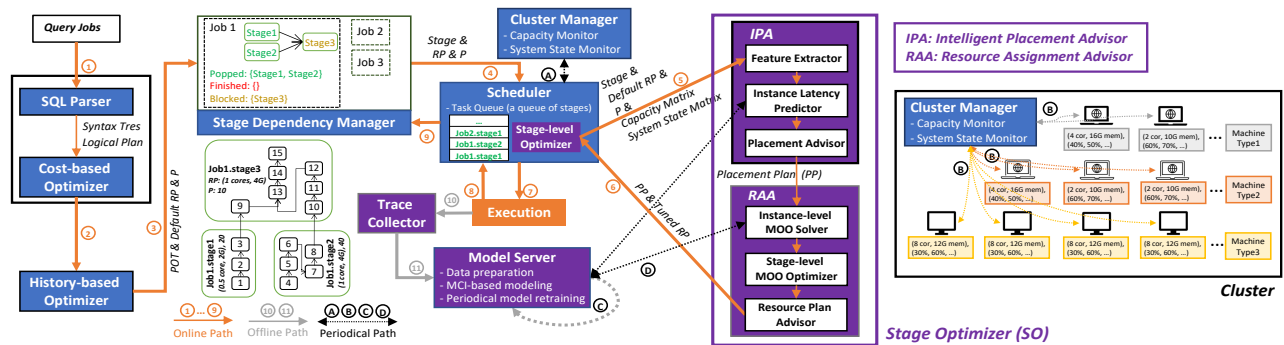 Query Jobs
1
SQL Parser
Syntax Tres
Logical Plan
Cost-based
Optimizer
2
History-based
Optimizer
3
POT & Default RP & P
Job 1
Stage1
Stage2
Stage3
Popped: {Stage1, Stage2}
Finished: {}
Blocked: {Stage3}
Job 2
Job 3
Stage Dependency Manager
Stage &
RP & P
4
9
Cluster Manager
- Capacity Monitor
- System State Monitor
A
Scheduler
- Task Queue (a queue of stages)
...
Job2.stage1
Job1.stage2
Job1.stage1
Stage-level
Optimizer
8
7
Execution
10
Trace
Collector
11
Model Server
- Data preparation
- MCI-based modeling
- Periodical model retraining
C
D
Job1.stage3
RP: (1 cores, 4G)
P: 10
15
14
13
12
11
10
9
Job1.stage1
(0.5 core, 2G), 20
3
2
1
Job1.stage2
(1 core, 4G), 40
6
5
4
8
7
1 ... 9
Online Path
10 11
Offline Path
A B C D
Periodical Path
Stage &
Default RP &
P &
Capacity Matrix
System State Matrix
5
6
PP & Tuned RP
IPA
Feature Extractor
Instance Latency
Predictor
Placement Advisor
Placement Plan (PP)
RAA
Instance-level
MOO Solver
Stage-level
MOO Optimizer
Resource Plan
Advisor
Stage Optimizer (SO)
IPA: Intelligent Placement Advisor
RAA: Resource Assignment Advisor
Cluster Manager
- Capacity Monitor
- System State Monitor
B
B
B
(4 cor, 16G mem),
(40%, 50%, ...)
(2 cor, 10G mem),
(60%, 70%, ...)
... Machine
Type1
(4 cor, 16G mem),
(40%, 50%, ...)
(2 cor, 10G mem),
(60%, 70%, ...)
(2 cor, 10G mem),
(60%, 70%, ...)
... Machine
Type2
(8 cor, 12G mem)
(30%, 60%, ...)
(8 cor, 12G mem)
(30%, 60%, ...)
(8 cor, 12G mem)
(30%, 60%, ...)
(8 cor, 12G mem)
(30%, 60%, ...)
... Machine
Type3
Cluster